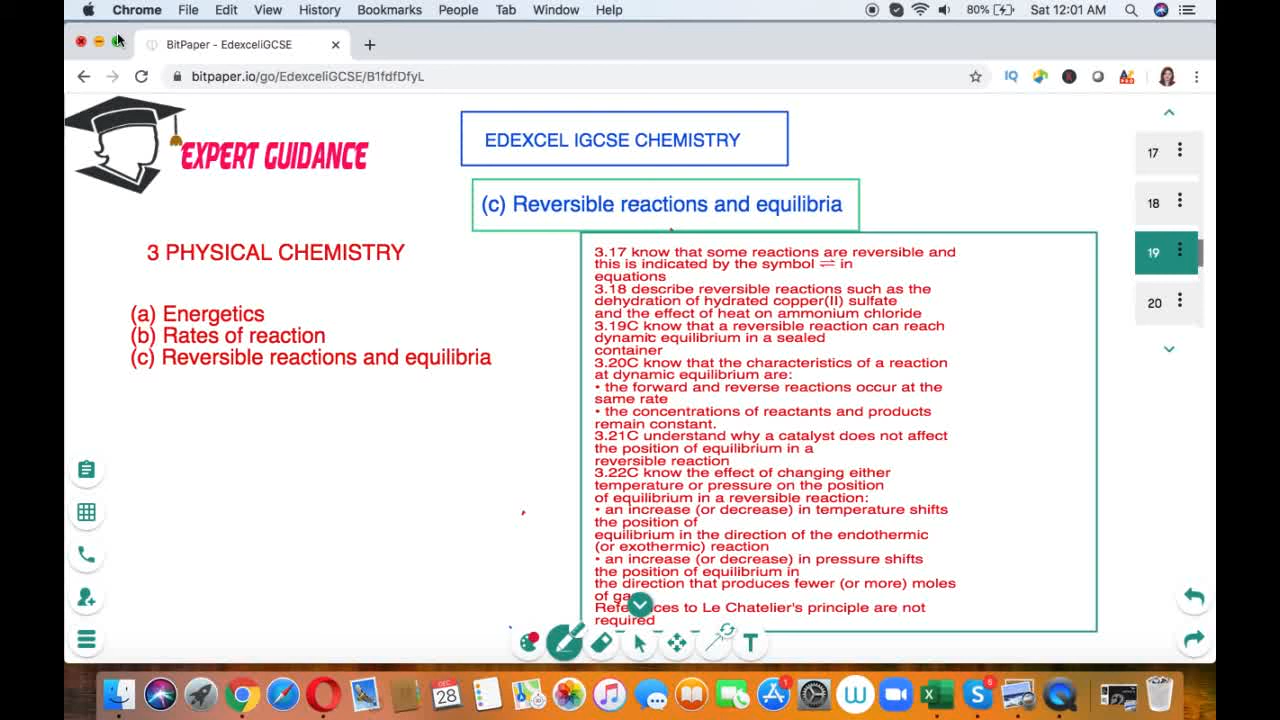 Chrome File Edit View History Bookmarks People Tab Window Help 80% Sat 12:01 AM
BitPaper - EdexceliGCSE
bitpaper.io/go/EdexceliGCSE/B1fdfDfyL
EXPERT GUIDANCE
EDEXCEL IGCSE CHEMISTRY
(c) Reversible reactions and equilibria
3 PHYSICAL CHEMISTRY
(a) Energetics
(b) Rates of reaction
(c) Reversible reactions and equilibria
3.17 know that some reactions are reversible and
this is indicated by the symbol ⇌ in
equations
3.18 describe reversible reactions such as the
dehydration of hydrated copper(II) sulfate
and the effect of heat on ammonium chloride
3.19C know that a reversible reaction can reach
dynamic equilibrium in a sealed
container
3.20C know that the characteristics of a reaction
at dynamic equilibrium are:
• the forward and reverse reactions occur at the
same rate
• the concentrations of reactants and products
remain constant.
3.21C understand why a catalyst does not affect
the position of equilibrium in a
reversible reaction
3.22C know the effect of changing either
temperature or pressure on the position
of equilibrium in a reversible reaction:
• an increase (or decrease) in temperature shifts
the position of
equilibrium in the direction of the endothermic
(or exothermic) reaction
• an increase (or decrease) in pressure shifts
the position of equilibrium in
the direction that produces fewer (or more) moles
of
to Le Chatelier's principle are not
required
17
18
19
20
T
DEC
28